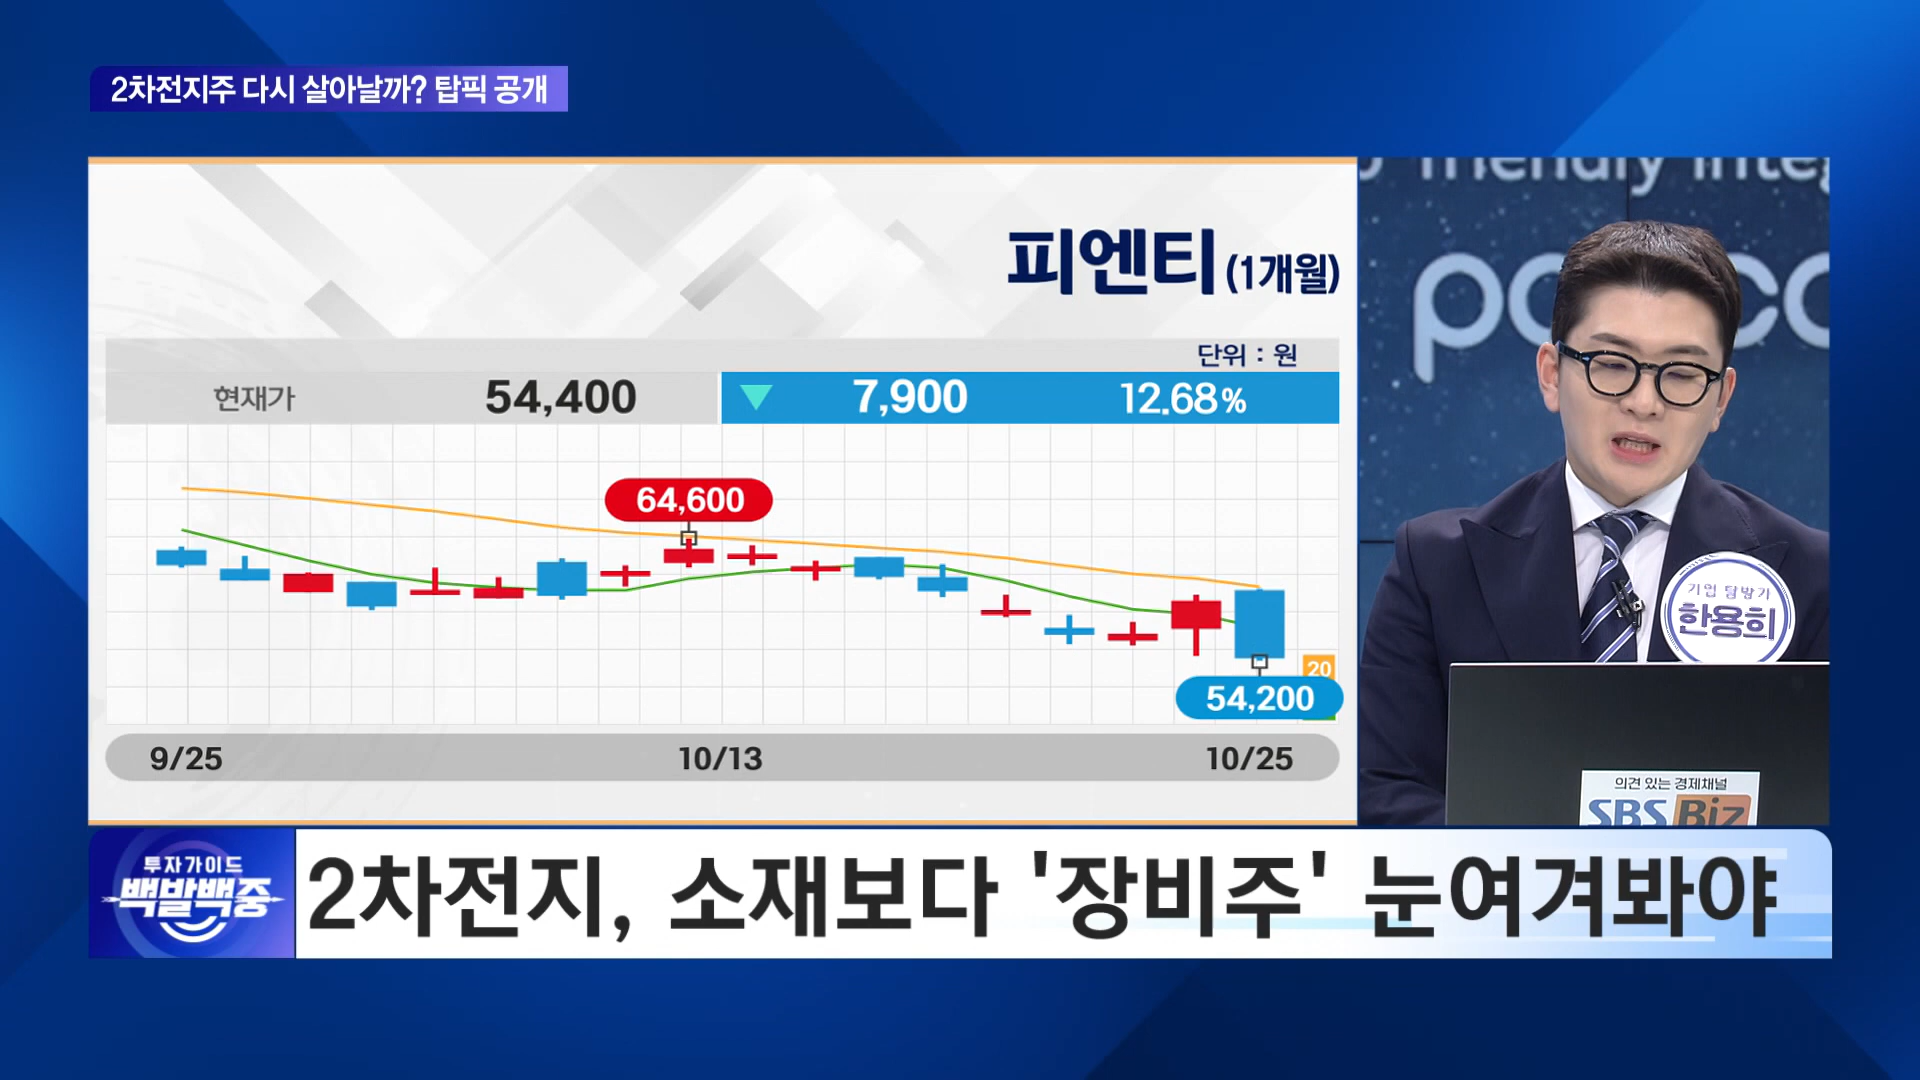 2차전지주 다시 살아날까? 탑픽 공개
피엔티 (1개월)
단위 : 원
현재가 54,400 ▼ 7,900 12.68%
64,600
20
54,200
9/25 10/13 10/25
friendly
기업 탐방기
한용희
의견 있는 경제채널
SBS Biz
투자가이드
백발백중
2차전지, 소재보다 '장비주' 눈여겨봐야